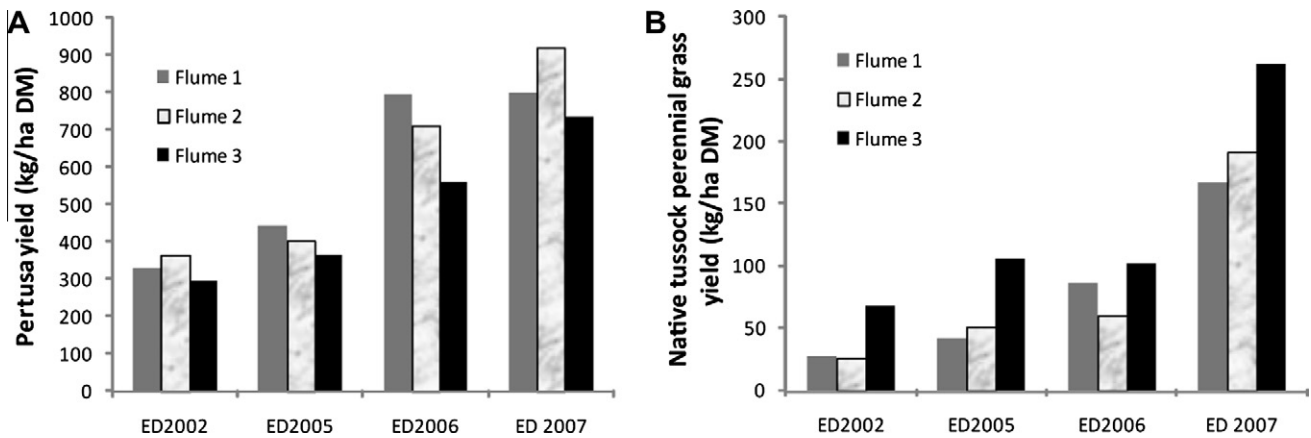 A
Pertusa yield (kg/ha DM)
1000
900
800
700
600
500
400
300
200
100
0
Flume 1
Flume 2
Flume 3
ED2002
ED2005
ED2006
ED 2007
B
Native tussock perennial grass
yield (kg/ha DM)
300
250
200
150
100
50
0
Flume 1
Flume 2
Flume 3
ED2002
ED2005
ED2006
ED 2007